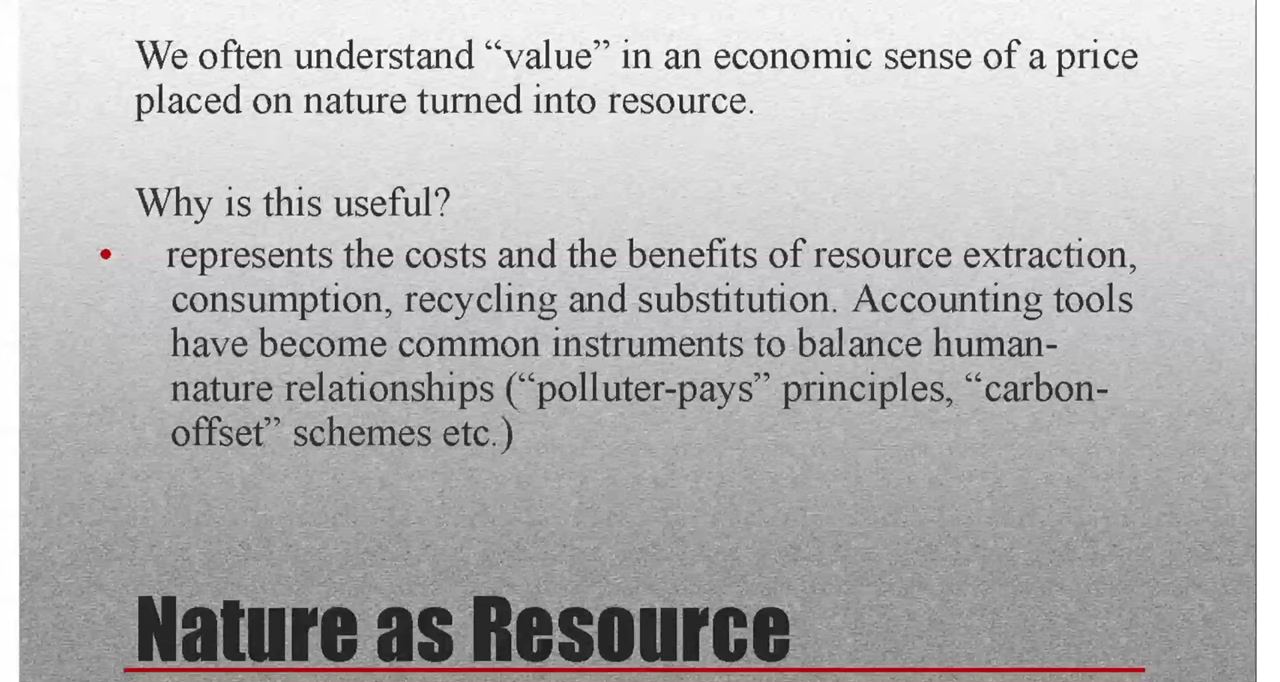 We often understand “value” in an economic sense of a price
placed on nature turned into resource.
Why is this useful?
• represents the costs and the benefits of resource extraction,
consumption, recycling and substitution. Accounting tools
have become common instruments to balance human-
nature relationships (“polluter-pays” principles, “carbon-
offset” schemes etc.)
Nature as Resource